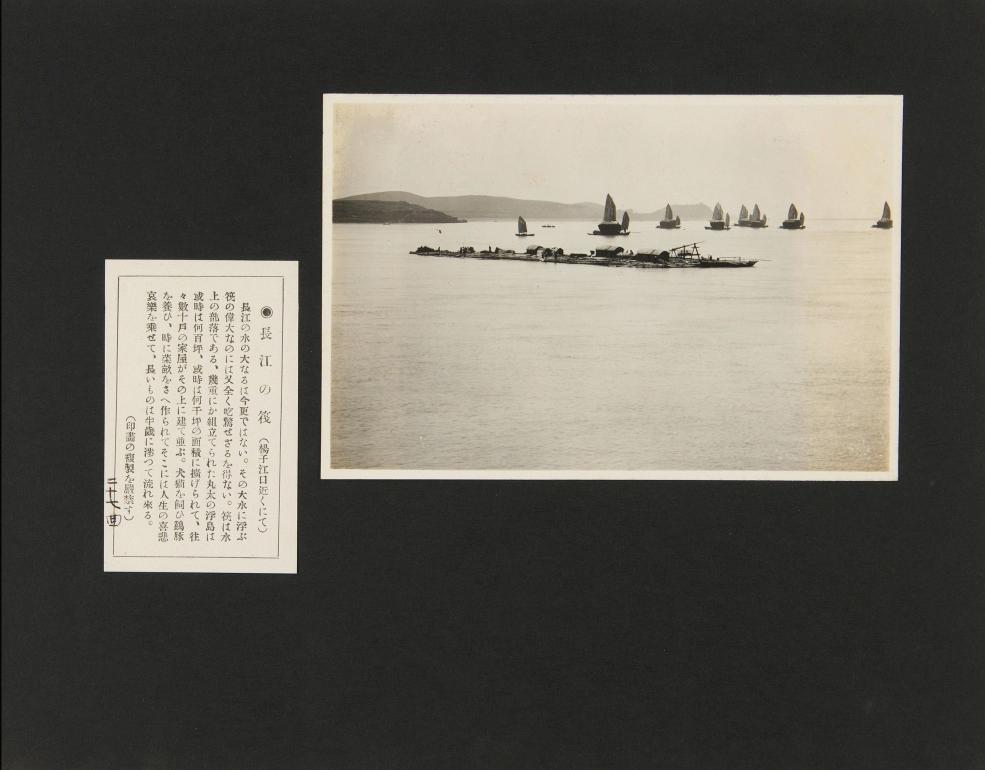 ◉長江の筏（楊子江口近くにて）
長江の水の大なるは今更ではない。その大水に浮ぶ
筏の偉大なのには又全く吃驚せざるを得ない。筏は水
上の部落である、幾重にか組立てられた丸太の浮島は
或時は何百坪、或時は何千坪の面積に擴げられて、往
々數十戸の家屋がその上に建て並ぶ。犬猫を飼ひ鷄豚
を養ひ、時に菜畝をさへ作られてそこには人生の喜悲
哀樂を乘せて、長いものは半歳に渉つて流れ來る。
（印畫の複製を嚴禁す）
回